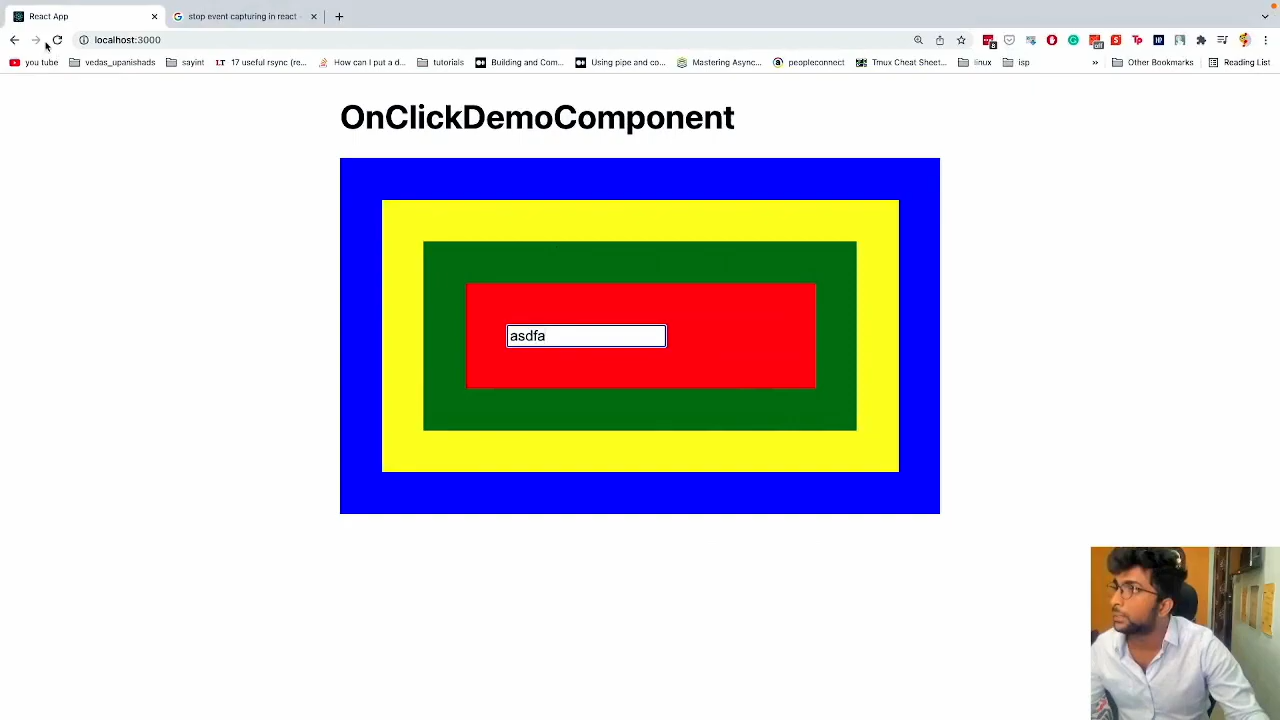 React App
stop event capturing in react -
localhost:3000
you tube
vedas_upanishads
sayint
17 useful rsync (re...
How can I put a d...
tutorials
Building and Com...
Using pipe and co...
Mastering Async...
peopleconnect
Tmux Cheat Sheet...
linux
isp
»
Other Bookmarks
Reading List
OnClickDemoComponent
asdfa